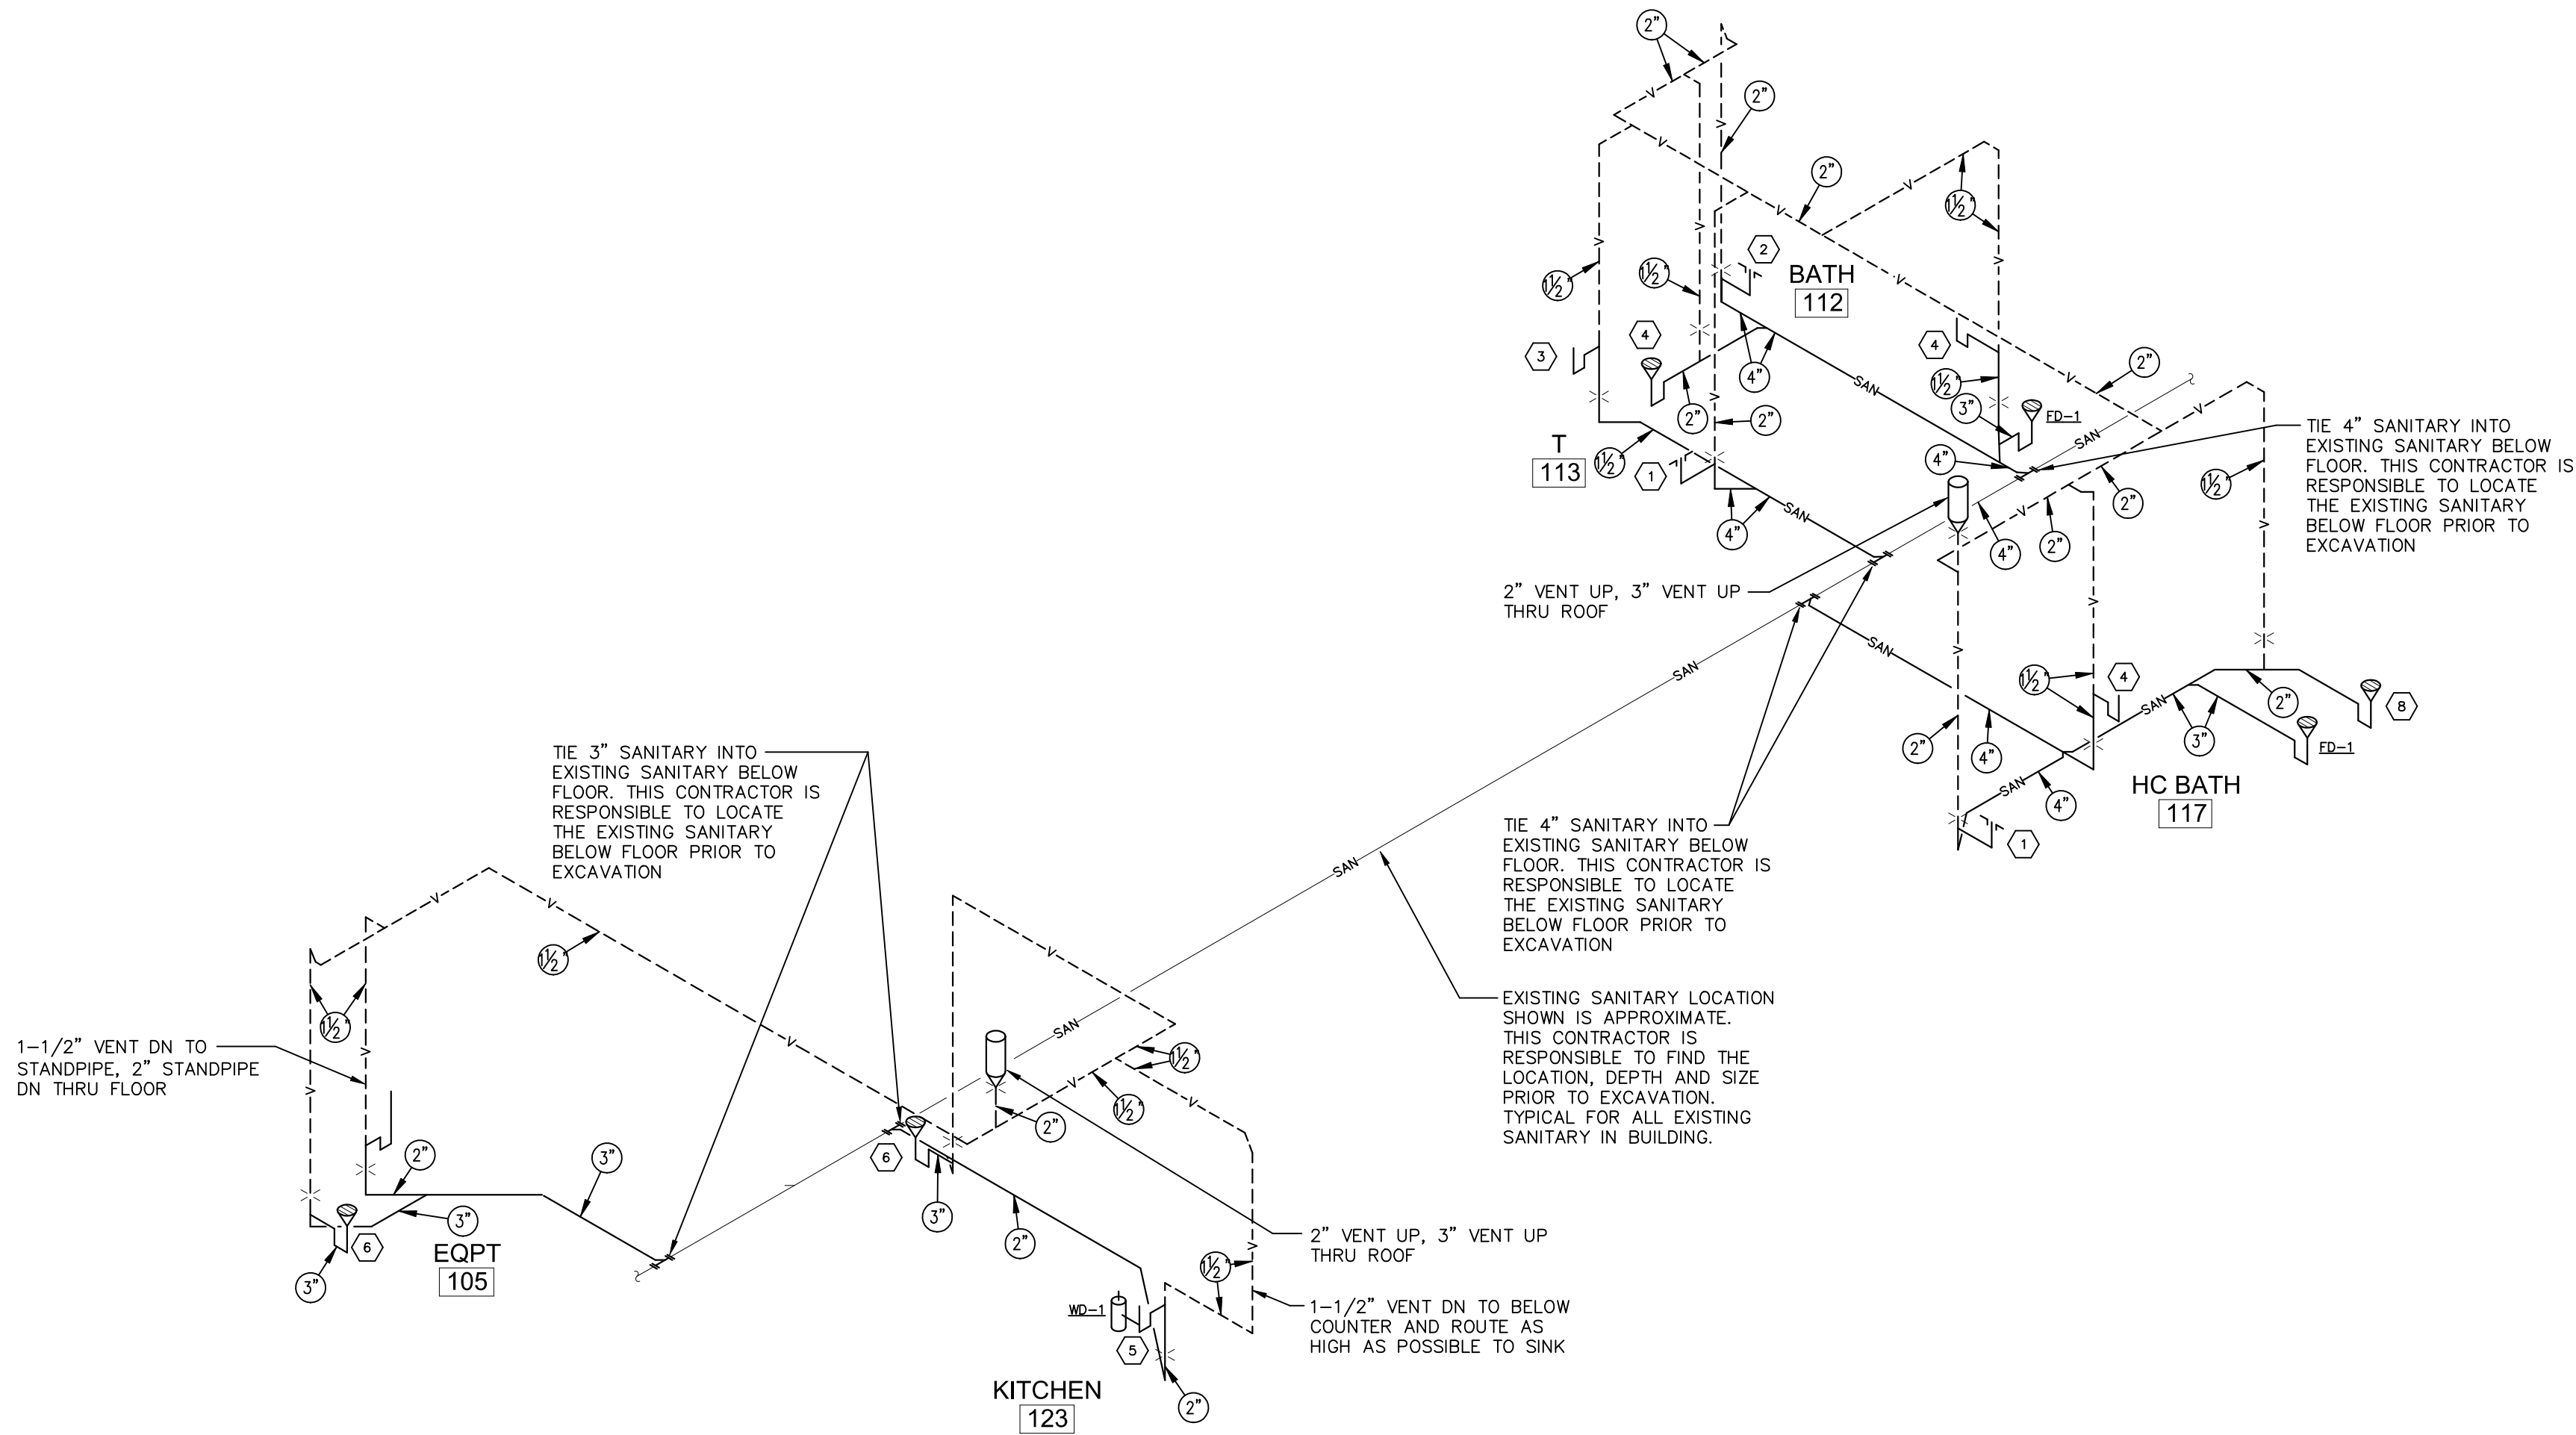 2"
2"
2"
1½"
1½"
1½"
2
BATH
112
4
3
4"
4
1½"
2"
3"
FD-1
2"
2"
SAN
SAN
T
113
1½"
1
4"
1½"
TIE 4" SANITARY INTO
EXISTING SANITARY BELOW
FLOOR. THIS CONTRACTOR IS
RESPONSIBLE TO LOCATE
THE EXISTING SANITARY
BELOW FLOOR PRIOR TO
EXCAVATION
4"
SAN
4"
2"
2"
2" VENT UP, 3" VENT UP
THRU ROOF
SAN
SAN
1½"
4
2"
8
SAN
3"
FD-1
2"
4"
SAN
4"
HC BATH
117
1
TIE 3" SANITARY INTO
EXISTING SANITARY BELOW
FLOOR. THIS CONTRACTOR IS
RESPONSIBLE TO LOCATE
THE EXISTING SANITARY
BELOW FLOOR PRIOR TO
EXCAVATION
SAN
TIE 4" SANITARY INTO
EXISTING SANITARY BELOW
FLOOR. THIS CONTRACTOR IS
RESPONSIBLE TO LOCATE
THE EXISTING SANITARY
BELOW FLOOR PRIOR TO
EXCAVATION
EXISTING SANITARY LOCATION
SHOWN IS APPROXIMATE.
THIS CONTRACTOR IS
RESPONSIBLE TO FIND THE
LOCATION, DEPTH AND SIZE
PRIOR TO EXCAVATION.
TYPICAL FOR ALL EXISTING
SANITARY IN BUILDING.
1½"
1½"
1-1/2" VENT DN TO
STANDPIPE, 2" STANDPIPE
DN THRU FLOOR
SAN
1½"
1½"
2"
2"
3"
6
3"
3"
6
3"
EQPT
105
2"
2" VENT UP, 3" VENT UP
THRU ROOF
1½"
WD-1
5
1-1/2" VENT DN TO BELOW
COUNTER AND ROUTE AS
HIGH AS POSSIBLE TO SINK
KITCHEN
123
2"